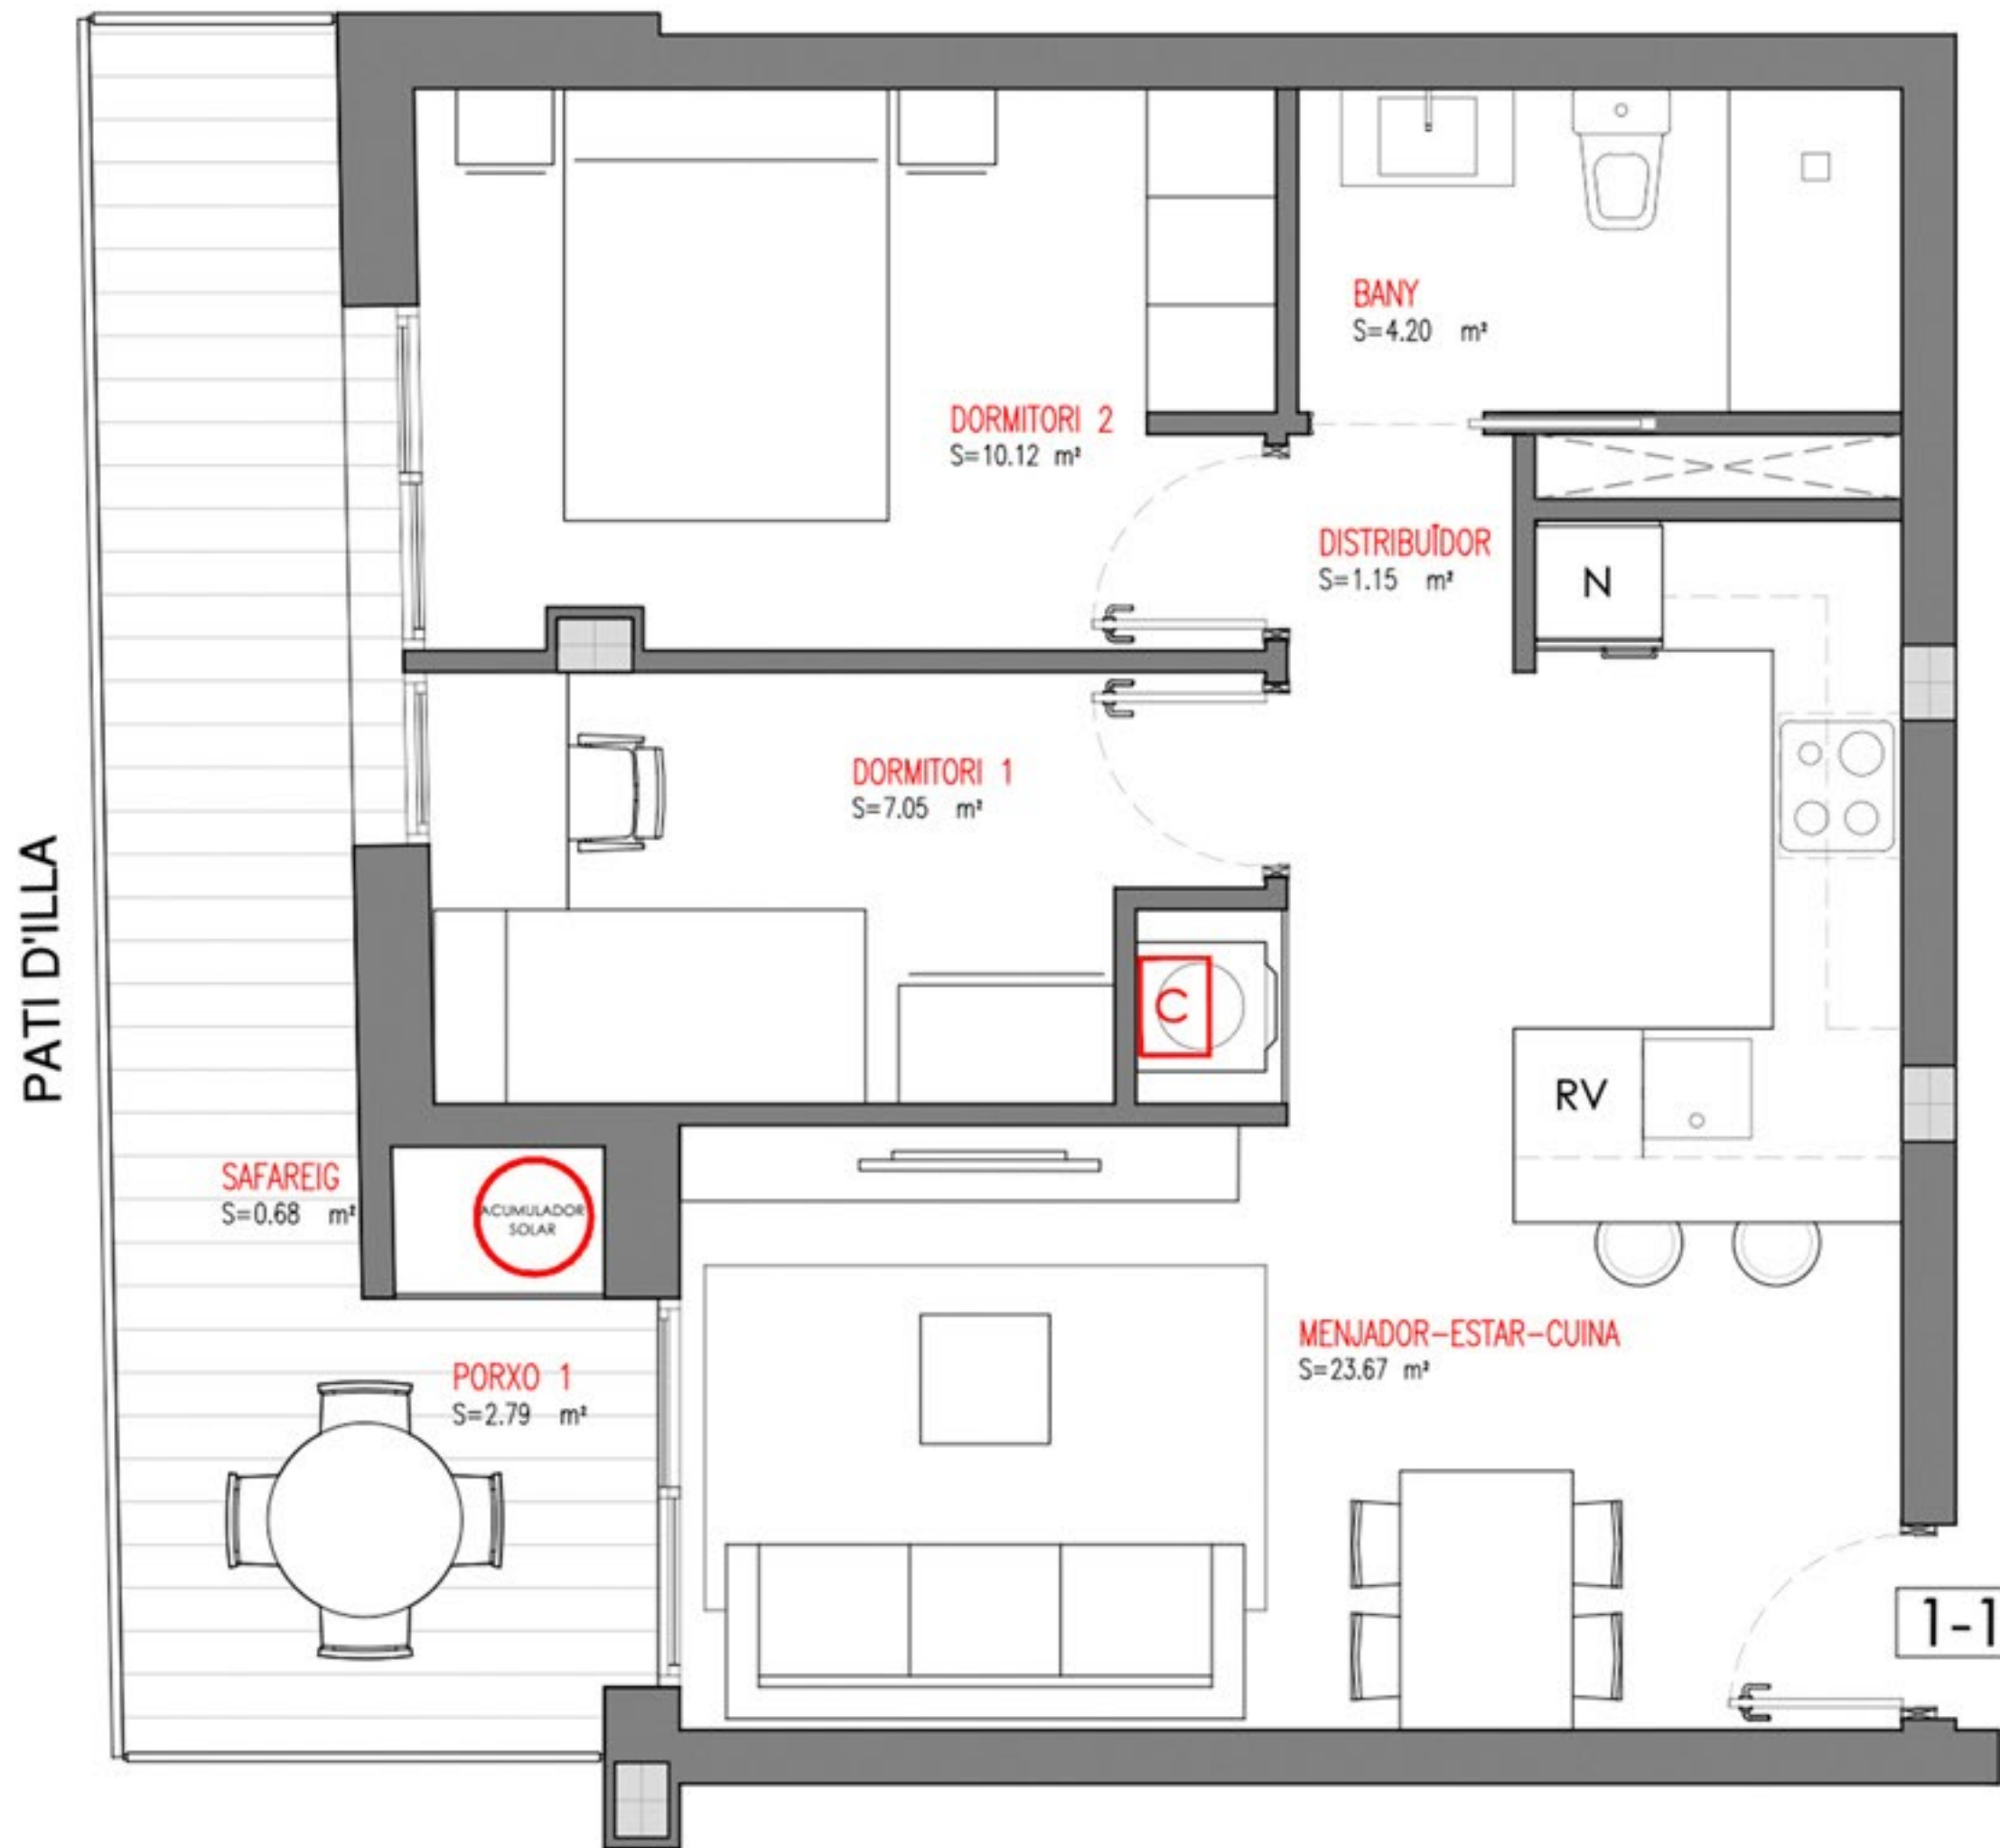 BANY
S=4.20 m²
DORMITORI 2
S=10.12 m²
DISTRIBUÏDOR
S=1.15 m²
N
DORMITORI 1
S=7.05 m²
PATI D'ILLA
C
RV
SAFAREIG
S=0.68 m²
ACUMULADOR
SOLAR
MENJADOR-ESTAR-CUINA
S=23.67 m²
PORXO 1
S=2.79 m²
1-1